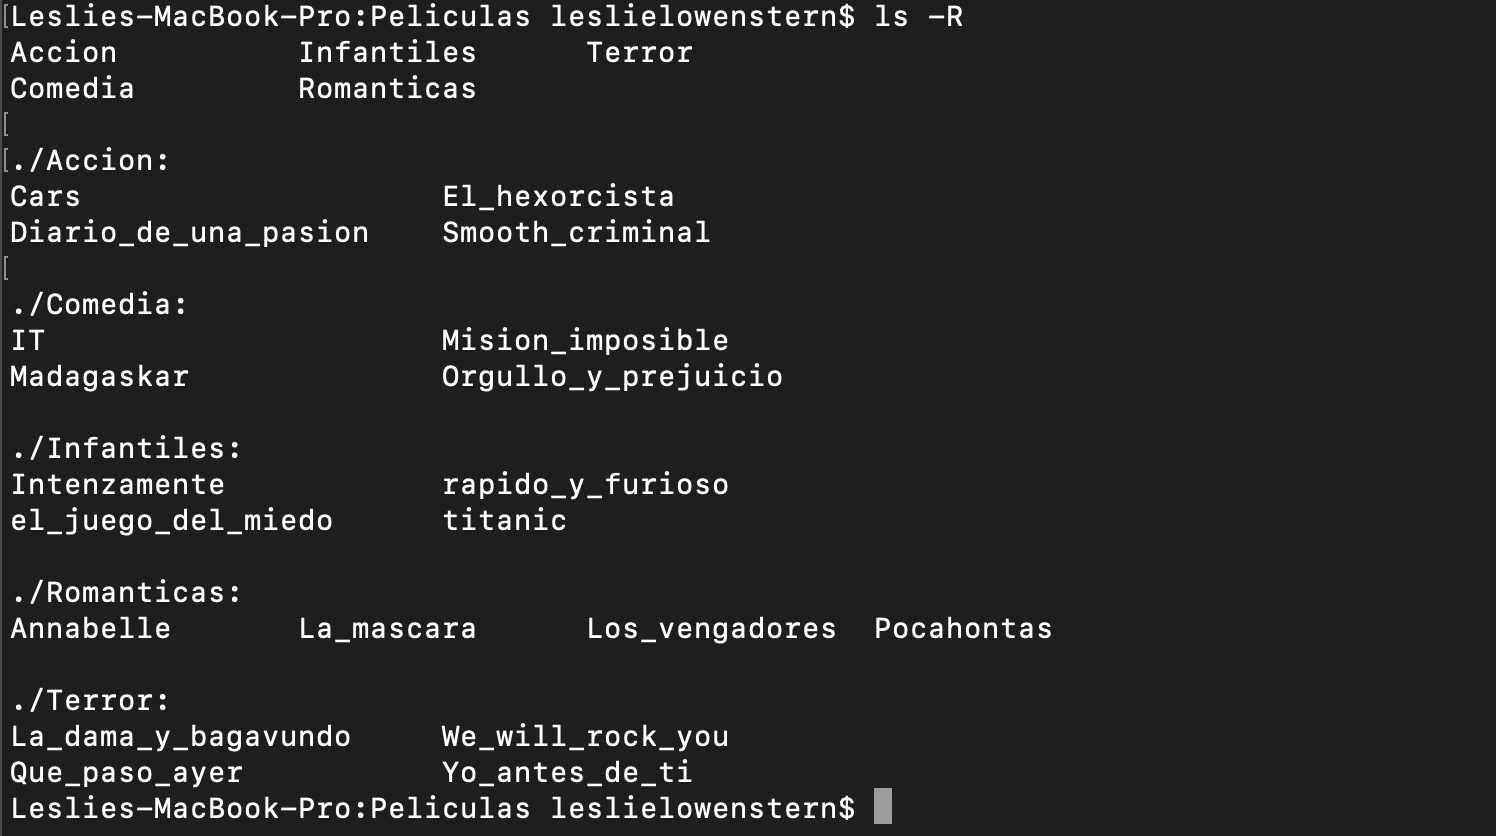 [Leslies-MacBook-Pro:Peliculas leslielowenstern$ ls -R
Accion Infantiles Terror
Comedia Romanticas
[
[./Accion:
Cars El_hexorcista
Diario_de_una_pasion Smooth_criminal
[
./Comedia:
IT Mision_imposible
Madagaskar Orgullo_y_prejuicio
./Infantiles:
Intenzamente rapido_y_furioso
el_juego_del_miedo titanic
./Romanticas:
Annabelle La_mascara Los_vengadores Pocahontas
./Terror:
La_dama_y_bagavundo We_will_rock_you
Que_paso_ayer Yo_antes_de_ti
Leslies-MacBook-Pro:Peliculas leslielowenstern$